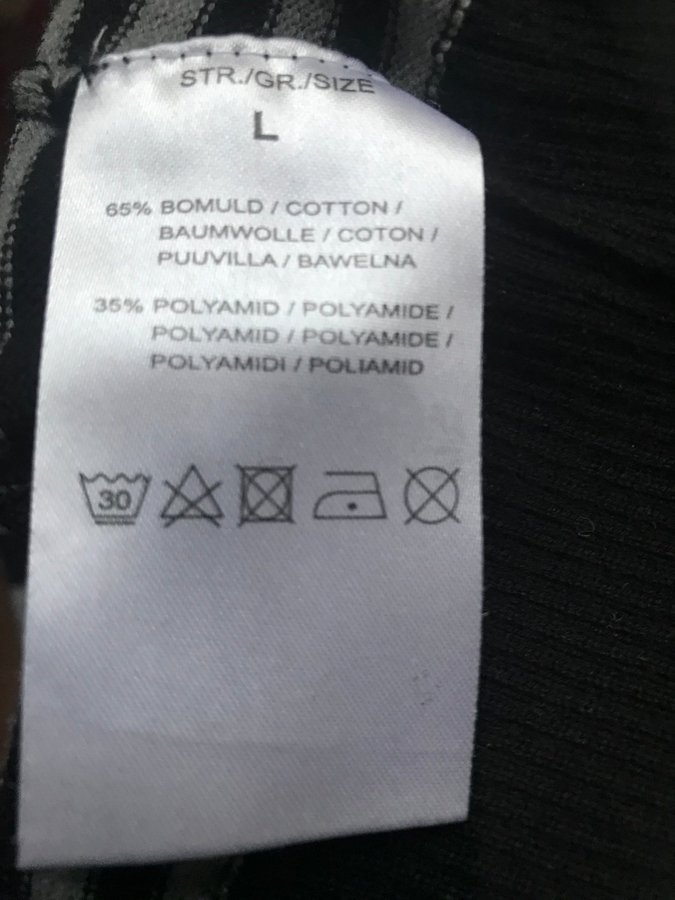 STR./GR./SIZE
L
65% BOMULD / COTTON /
BAUMWOLLE / COTON /
PUUVILLA / BAWELNA
35% POLYAMID / POLYAMIDE /
POLYAMID / POLYAMIDE /
POLYAMIDI / POLIAMID
30